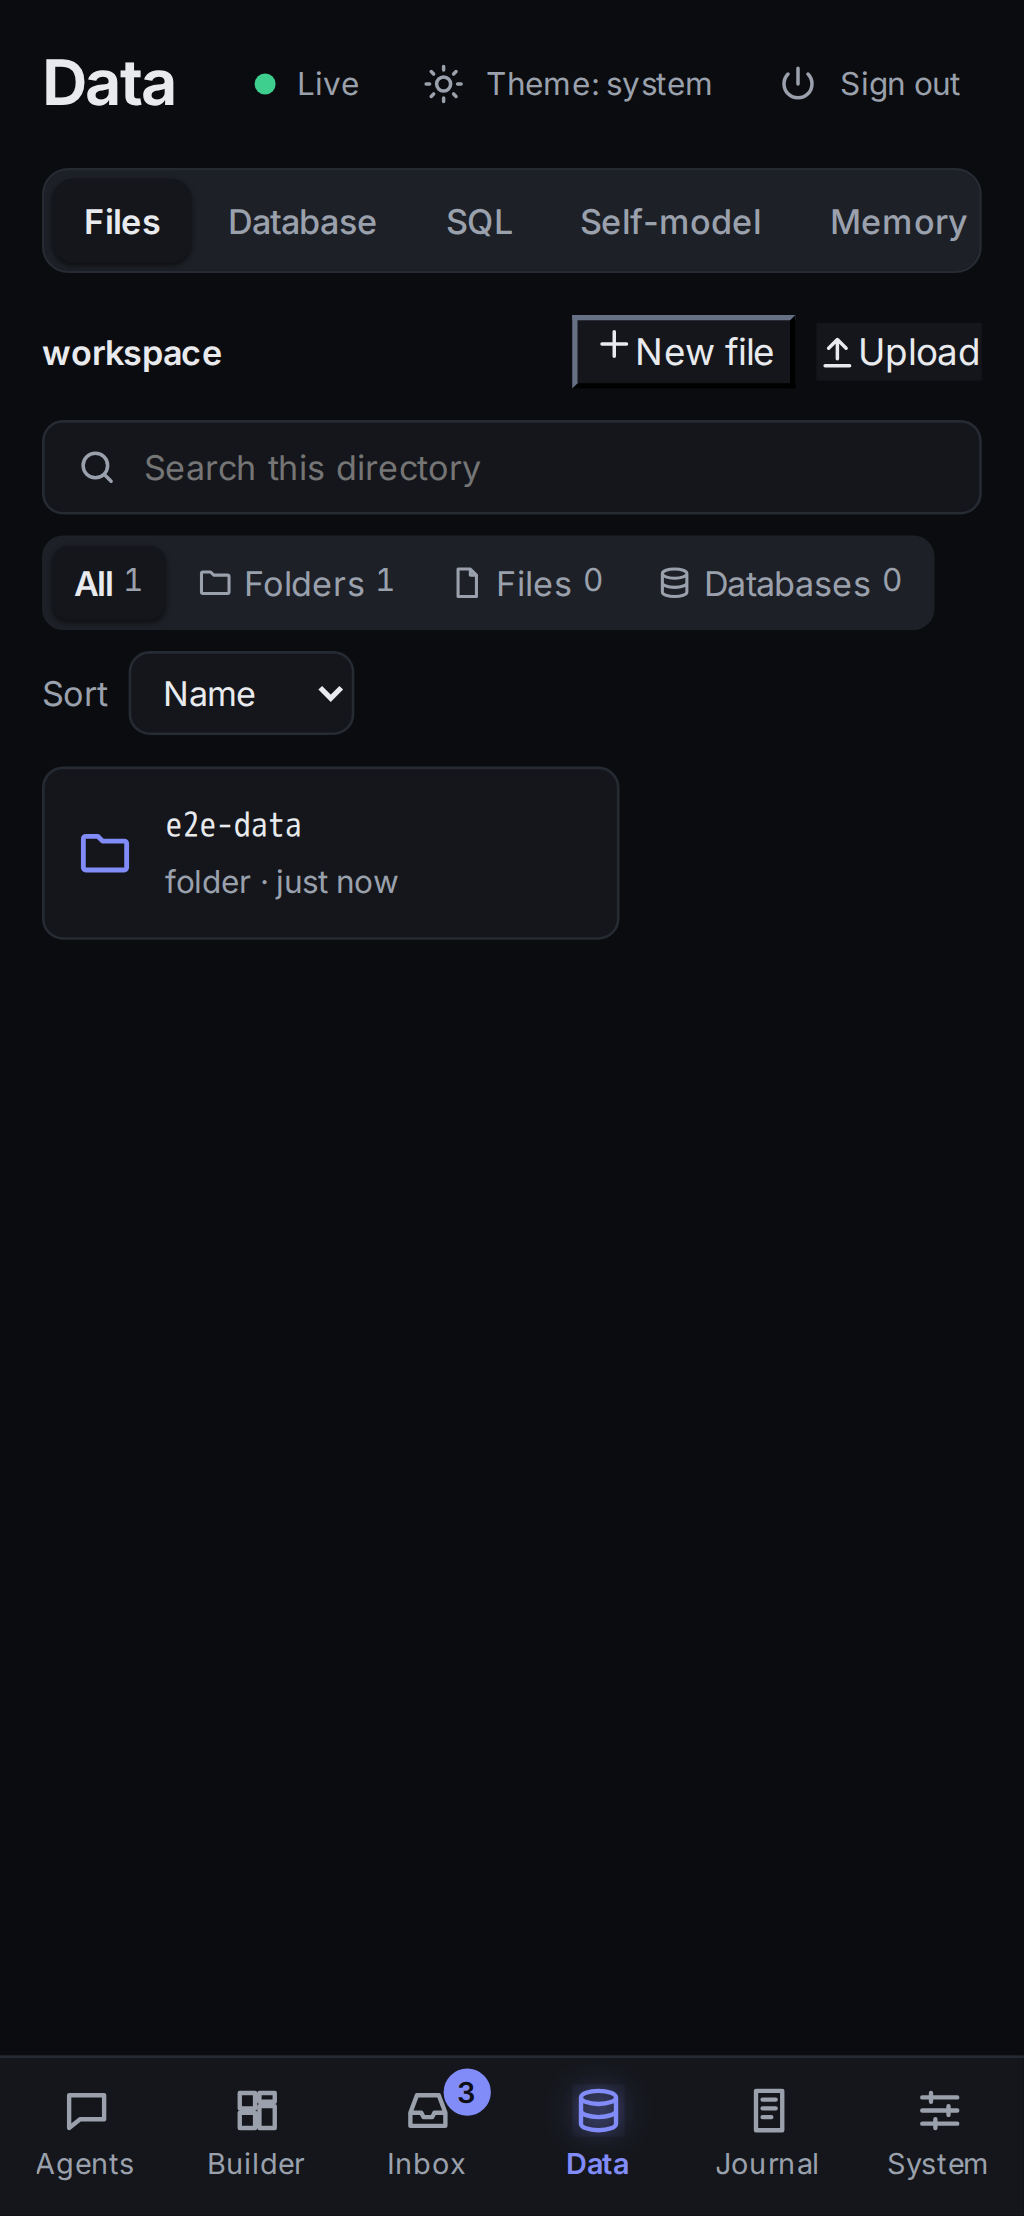 Data Live Theme: system Sign out
Files Database SQL Self-model Memory
workspace New file Upload
Search this directory
All 1 Folders 1 Files 0 Databases 0
Sort Name
e2e-data
folder · just now
3
Agents Builder Inbox Data Journal System